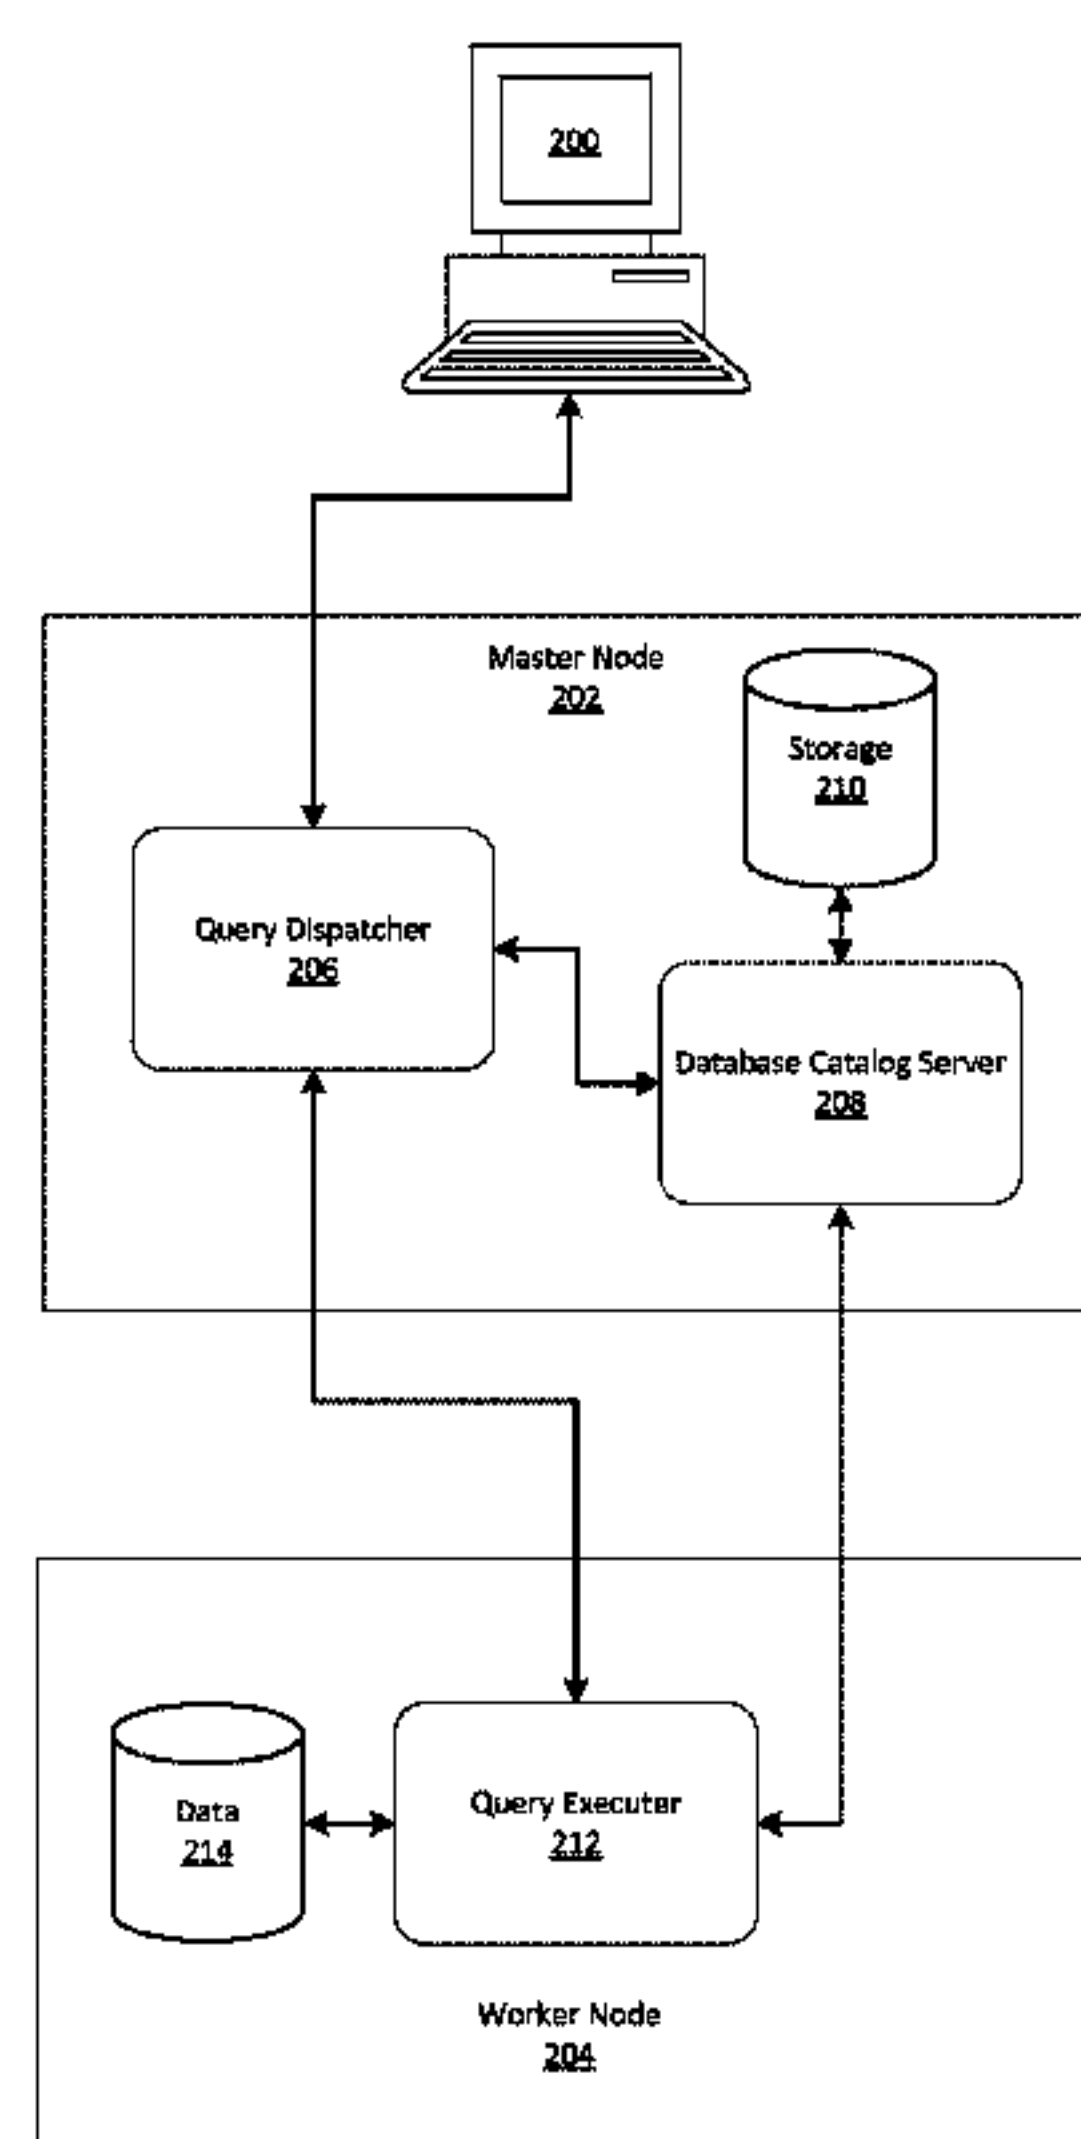 200
Master Node
202
Storage
210
Query Dispatcher
206
Database Catalog Server
208
Data
214
Query Executer
212
Worker Node
204